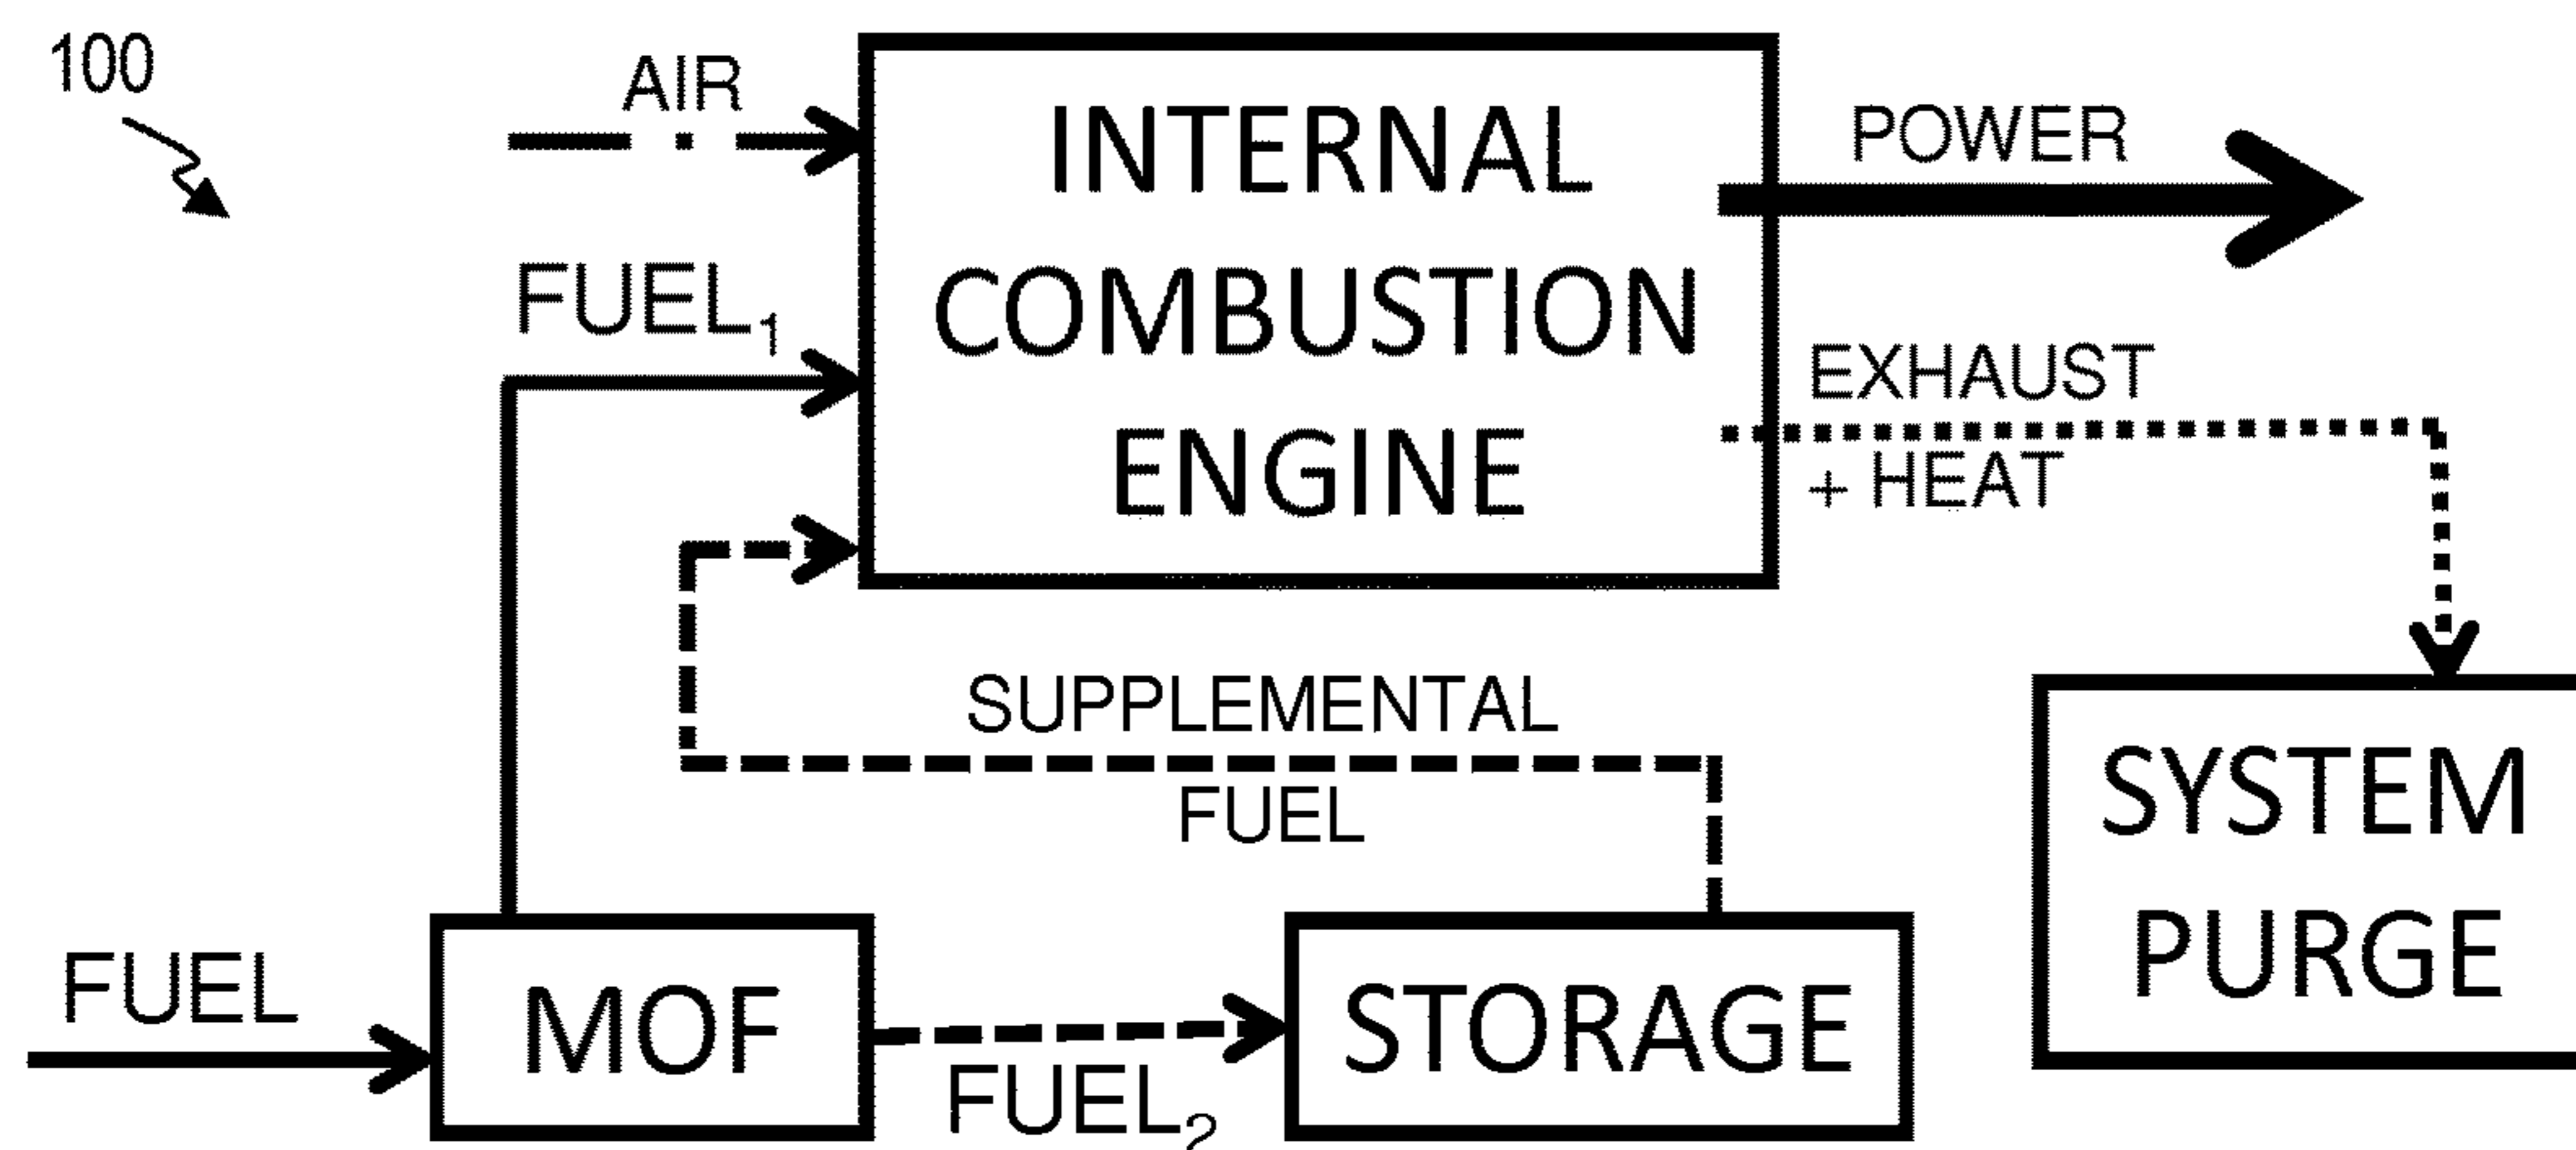 100
AIR
INTERNAL
COMBUSTION
ENGINE
POWER
FUEL₁
EXHAUST
+ HEAT
SUPPLEMENTAL
FUEL
SYSTEM
PURGE
FUEL
MOF
FUEL₂
STORAGE